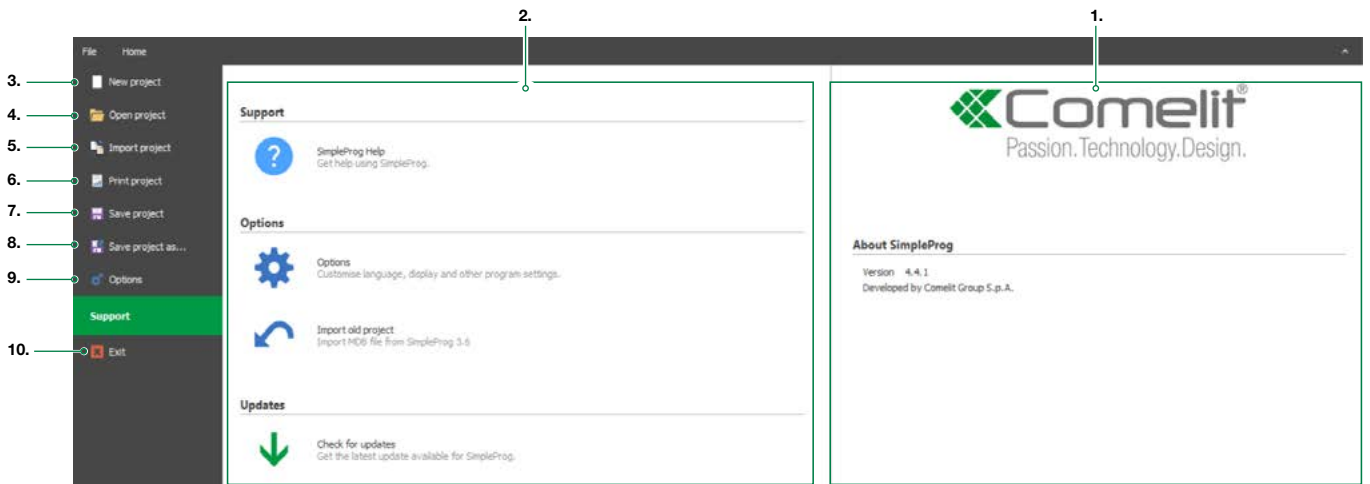 2.
1.
File Home
3.
New project
4.
Open project
5.
Import project
6.
Print project
7.
Save project
8.
Save project as...
9.
Options
Support
10.
Exit
Support
SimpleProg Help
Get help using SimpleProg.
Options
Options
Customise language, display and other program settings.
Import old project
Import MDB file from SimpleProg 3.6
Updates
Check for updates
Get the latest update available for SimpleProg.
Comelit®
Passion.Technology.Design.
About SimpleProg
Version 4.4.1
Developed by Comelit Group S.p.A.